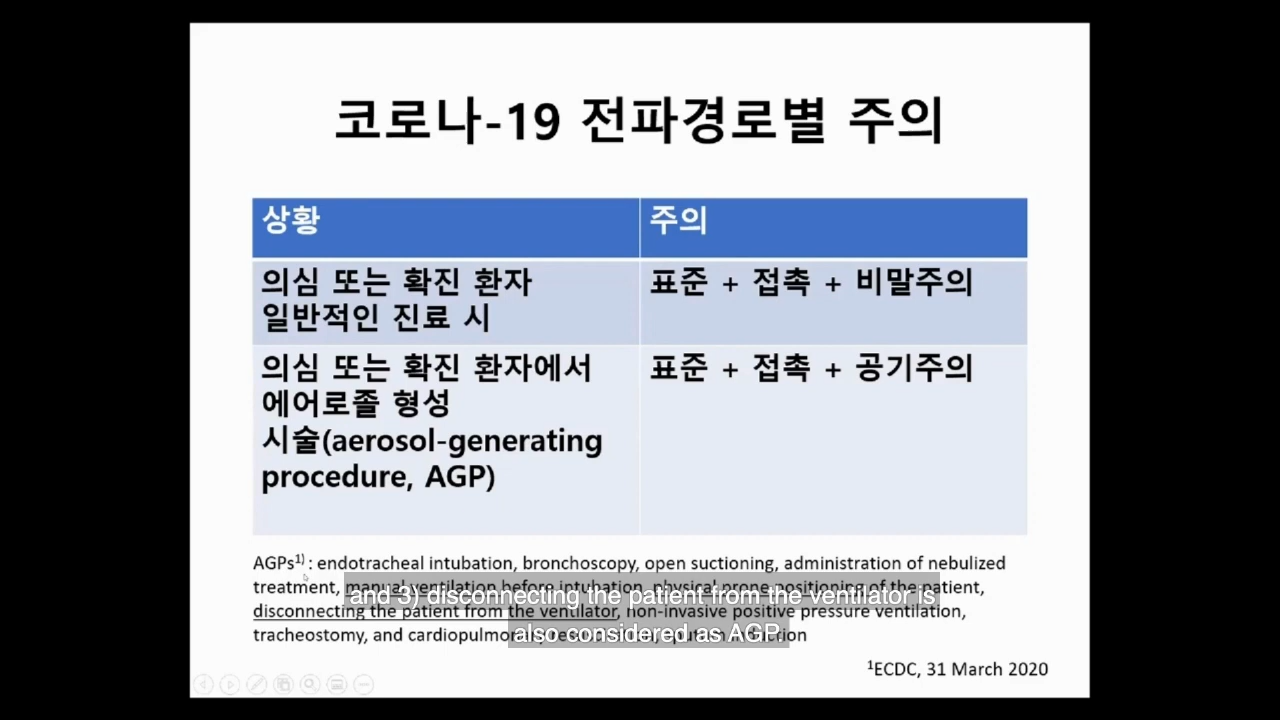 코로나-19 전파경로별 주의
상황
주의
의심 또는 확진 환자
일반적인 진료 시
표준 + 접촉 + 비말주의
의심 또는 확진 환자에서
에어로졸 형성
시술(aerosol-generating
procedure, AGP)
표준 + 접촉 + 공기주의
AGPs1) : endotracheal intubation, bronchoscopy, open suctioning, administration of nebulized
treatment, manual ventilation before intubation, physical prone positioning of the patient,
disconnecting the patient from the ventilator, non-invasive positive pressure ventilation,
tracheostomy, and induction
and 3) disconnecting the patient from the ventilator is
also considered as AGP.
1ECDC, 31 March 2020